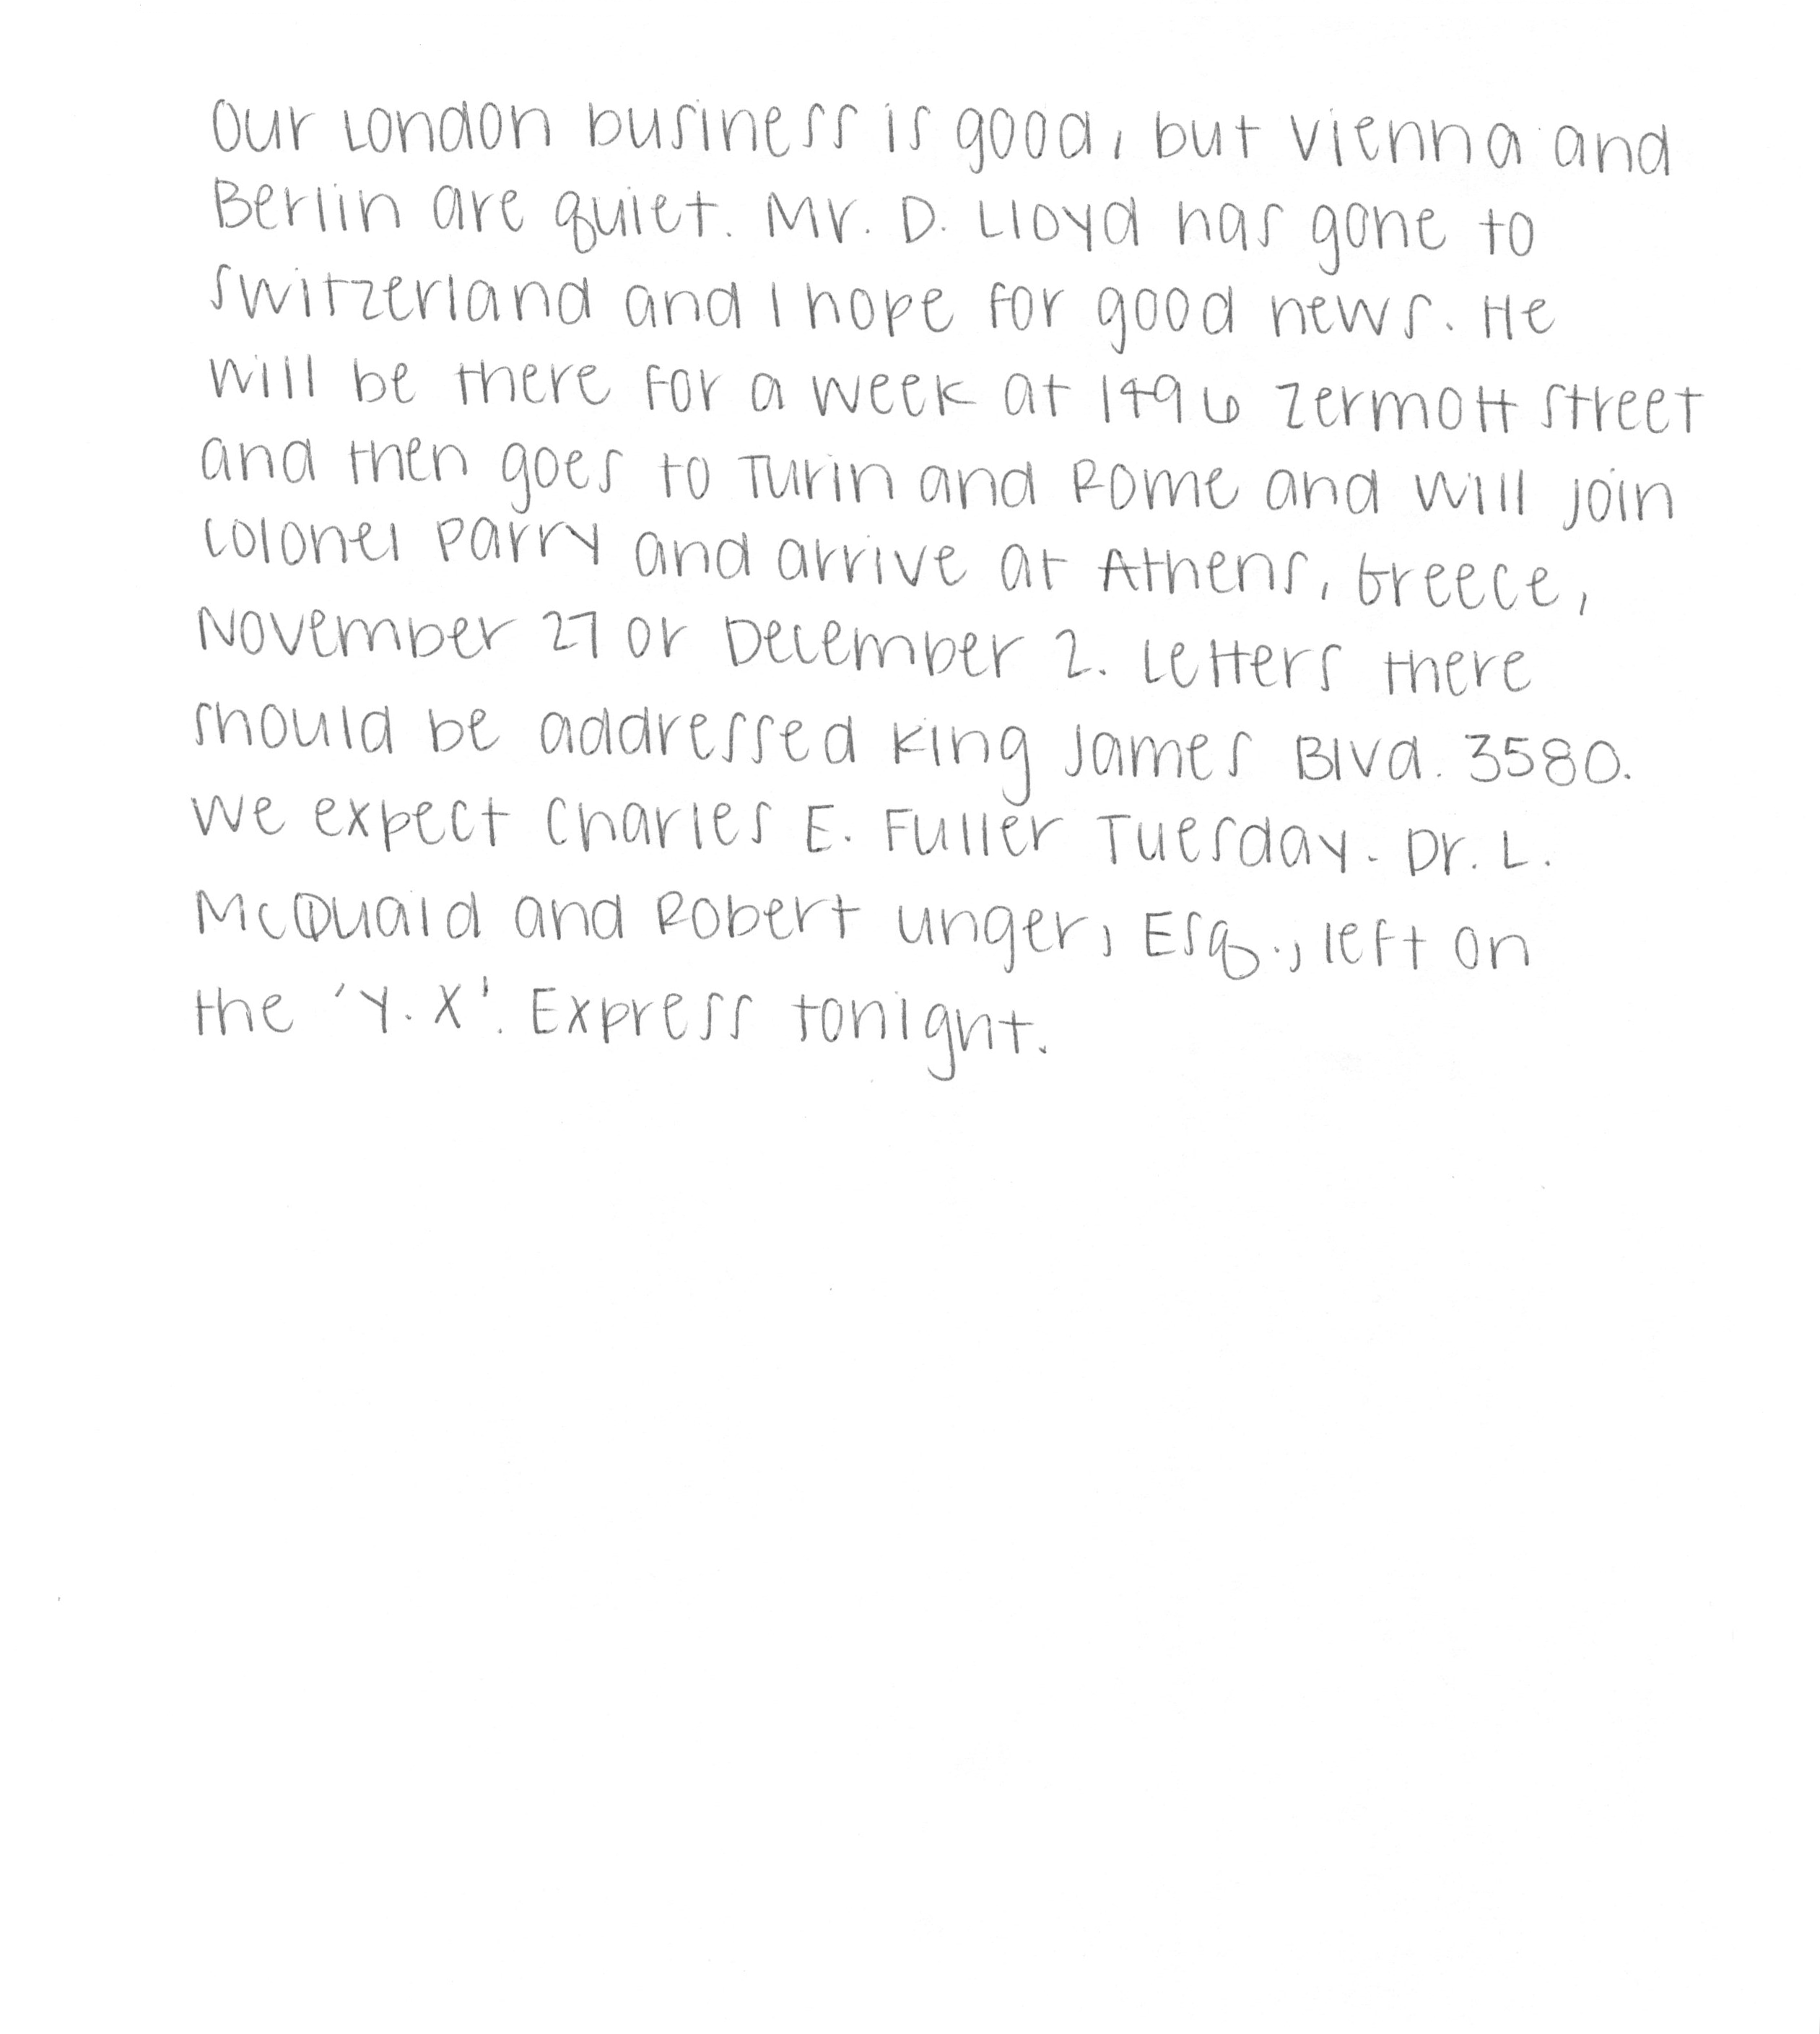 Our London business is good, but Vienna and
Berlin are quiet. Mr. D. Lloyd has gone to
Switzerland and I hope for good news. He
will be there for a week at 1496 Zermott Street
and then goes to Turin and Rome and will join
Colonel Parry and arrive at Athens, Greece,
November 27 or December 2. Letters there
should be addressed King James Blvd. 3580.
We expect Charles E. Fuller Tuesday. Dr. L.
McQuaid and Robert Unger, Esq., left on
the 'Y.X.' Express tonight.